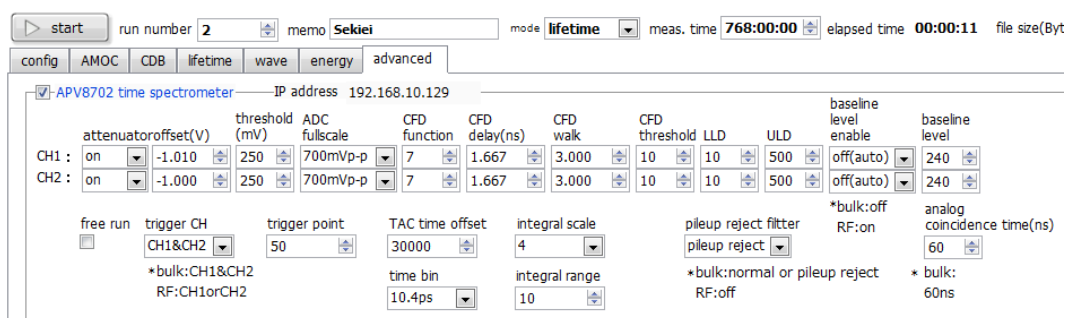 start run number 2 memo Sekiei mode lifetime meas. time 768:00:00 elapsed time 00:00:11 file size(Byt
config AMOC CDB lifetime wave energy advanced
APV8702 time spectrometer IP address 192.168.10.129
attenuator offset(V) threshold (mV) ADC fullscale CFD function CFD delay(ns) CFD walk CFD threshold LLD ULD baseline level enable baseline level
CH1 : on -1.010 250 700mVp-p 7 1.667 3.000 10 10 500 off(auto) 240
CH2 : on -1.000 250 700mVp-p 7 1.667 3.000 10 10 500 off(auto) 240
*bulk:off
RF:on
free run trigger CH trigger point TAC time offset integral scale pileup reject filtter analog coincidence time(ns)
CH1&CH2 50 30000 4 pileup reject 60
*bulk:CH1&CH2
RF:CH1orCH2
time bin integral range
10.4ps 10
*bulk:normal or pileup reject
RF:off
* bulk:
60ns